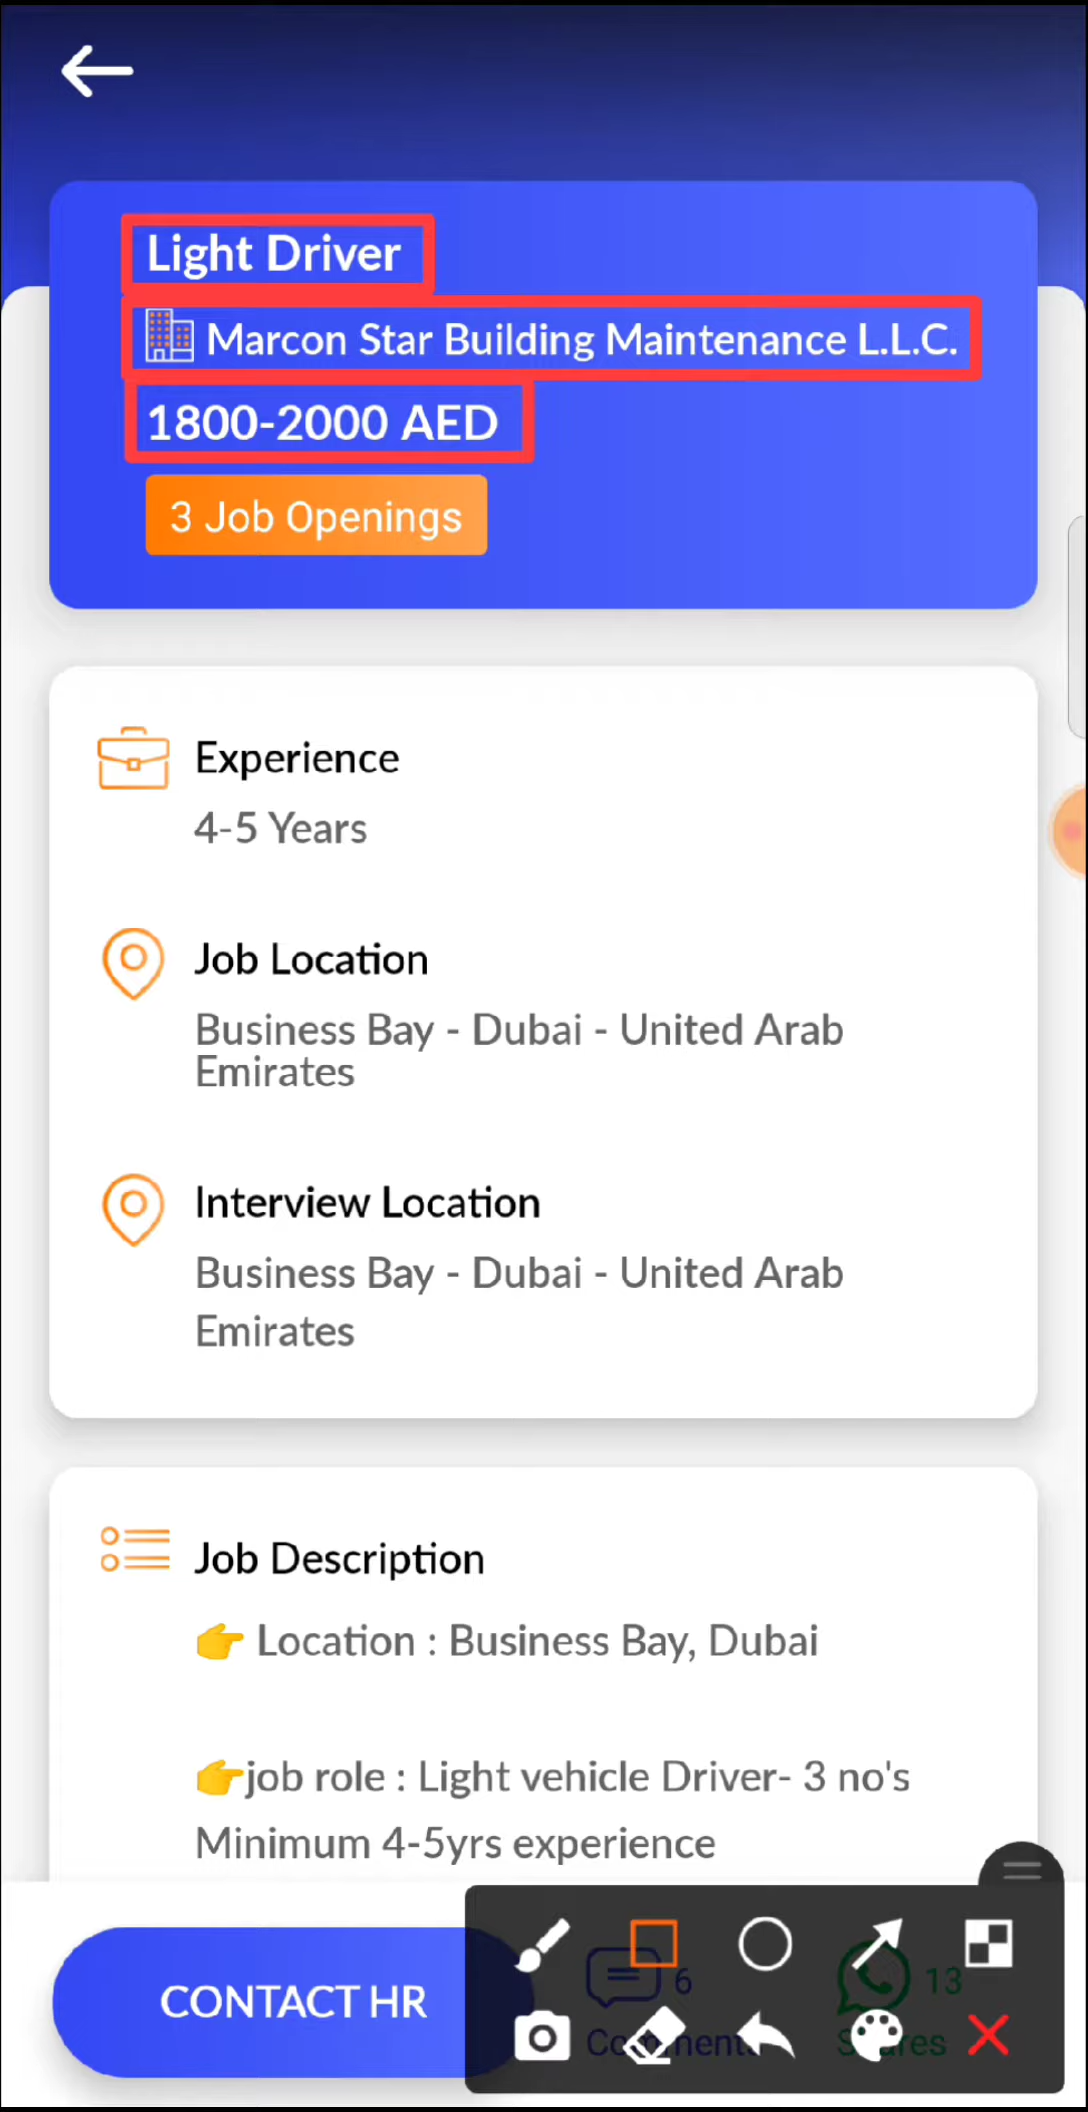 Light Driver
Marcon Star Building Maintenance L.L.C.
1800-2000 AED
3 Job Openings
Experience
4-5 Years
Job Location
Business Bay - Dubai - United Arab
Emirates
Interview Location
Business Bay - Dubai - United Arab
Emirates
Job Description
👉 Location : Business Bay, Dubai
👉job role : Light vehicle Driver- 3 no's
Minimum 4-5yrs experience
CONTACT HR
6
13